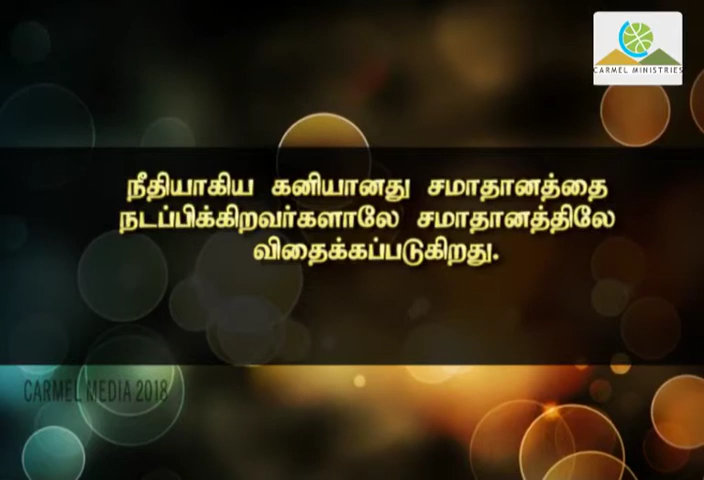 CARMEL MINISTRIES
நீதியாகிய கனியானது சமாதானத்தை
நடப்பிக்கிறவர்களாலே சமாதானத்திலே
விதைக்கப்படுகிறது.
CARMEL MEDIA 2018